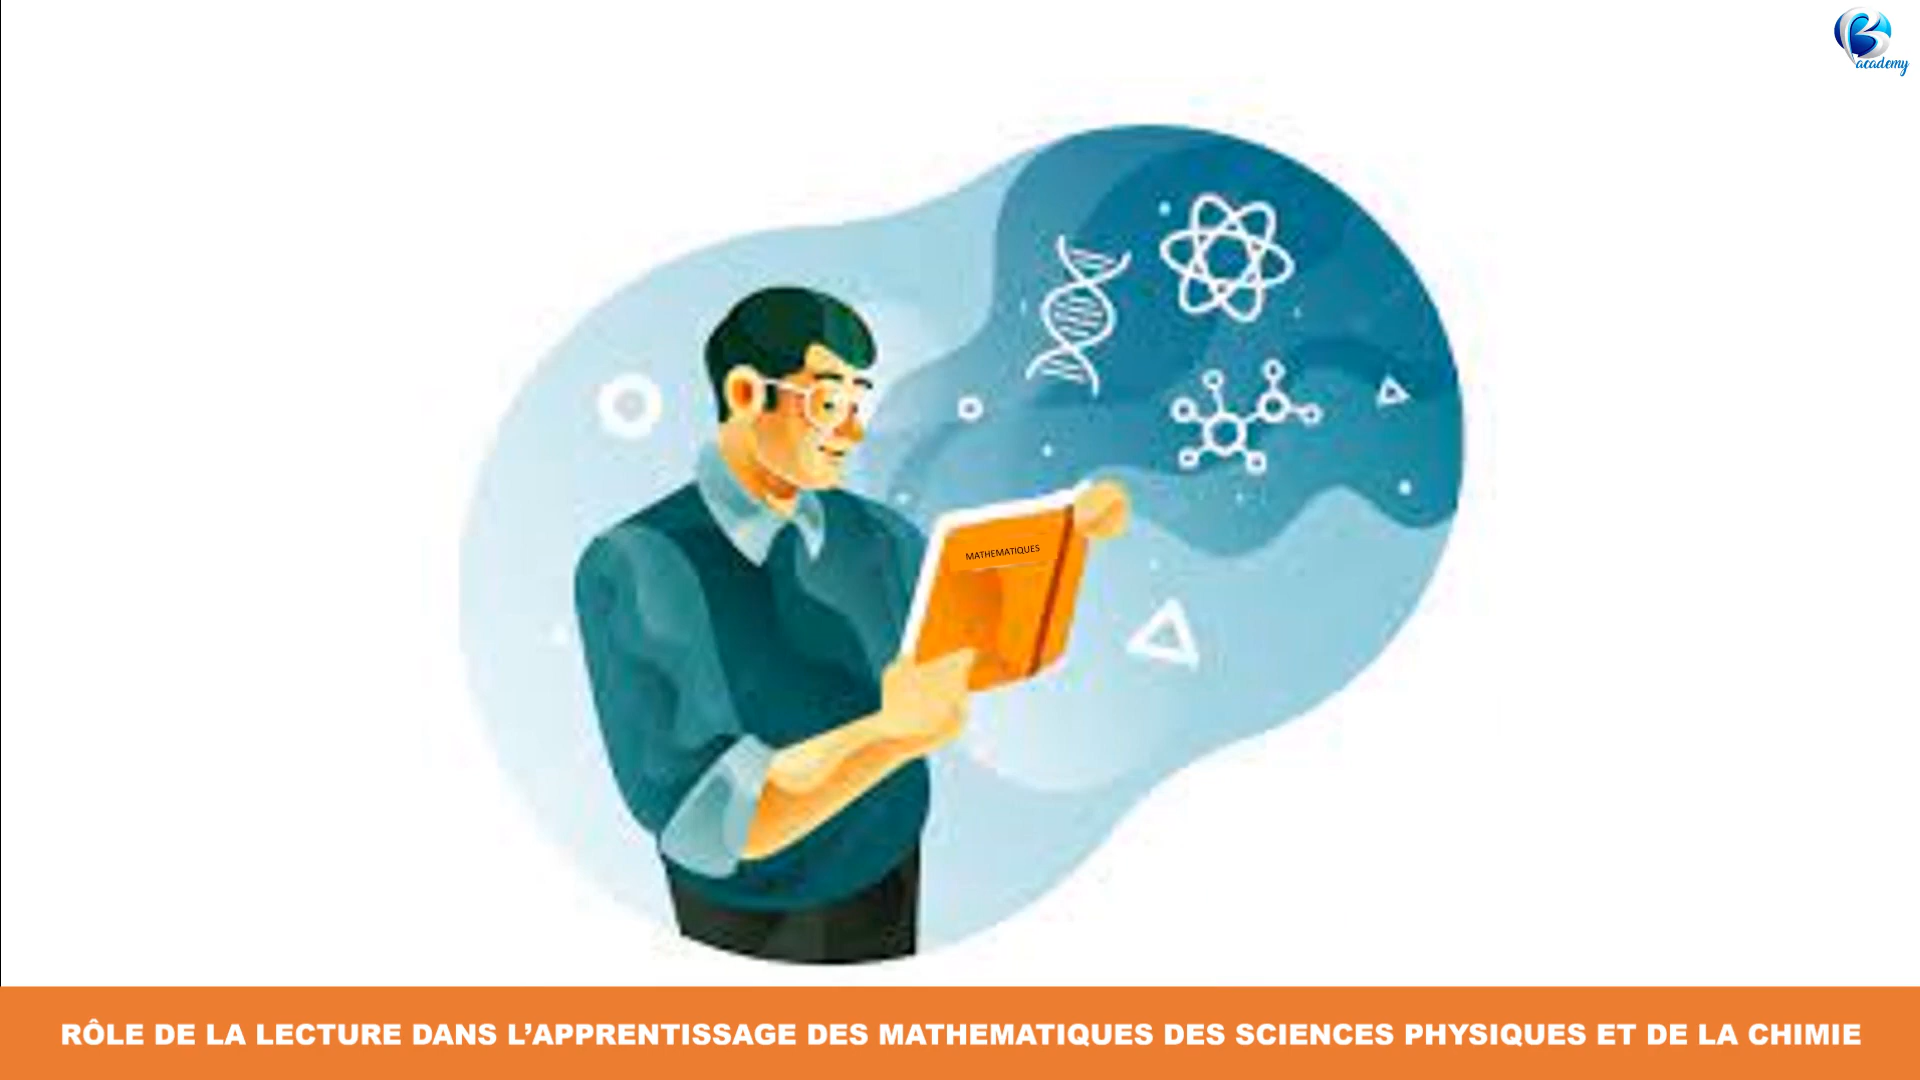 academy
MATHEMATIQUES
RÔLE DE LA LECTURE DANS L’APPRENTISSAGE DES MATHEMATIQUES DES SCIENCES PHYSIQUES ET DE LA CHIMIE